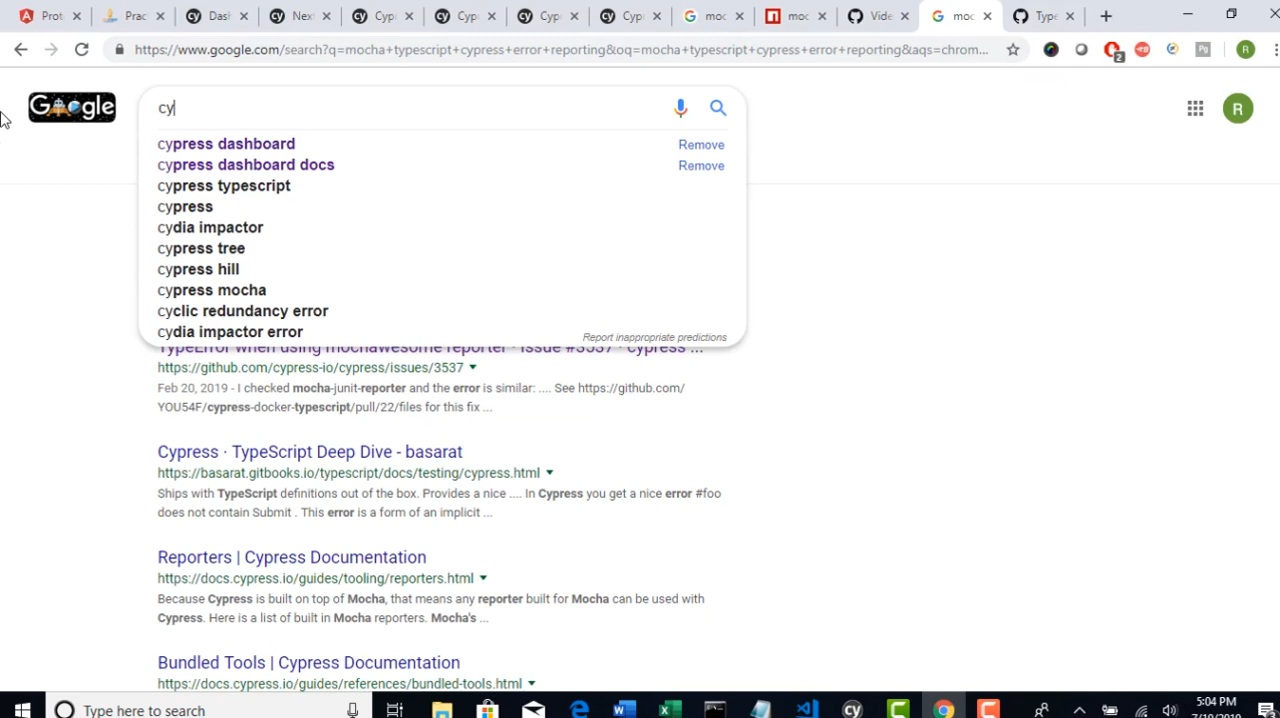 Prot
Prac
Dash
Next
Cypr
Cyp
Cyp
Cyp
moc
moc
Vide
moc
Type
https://www.google.com/search?q=mocha+typescript+cypress+error+reporting&oq=mocha+typescript+cypress+error+reporting&aqs=chrom...
2
R
Google
cy
R
cypress dashboard
Remove
cypress dashboard docs
Remove
cypress typescript
cypress
cydia impactor
cypress tree
cypress hill
cypress mocha
cyclic redundancy error
cydia impactor error
Report inappropriate predictions
TypeError when using mochawesome reporter · Issue #3537 · cypress ...
https://github.com/cypress-io/cypress/issues/3537
Feb 20, 2019 - I checked mocha-junit-reporter and the error is similar: .... See https://github.com/
YOU54F/cypress-docker-typescript/pull/22/files for this fix ...
Cypress · TypeScript Deep Dive - basarat
https://basarat.gitbooks.io/typescript/docs/testing/cypress.html
Ships with TypeScript definitions out of the box. Provides a nice .... In Cypress you get a nice error #foo
does not contain Submit . This error is a form of an implicit ...
Reporters | Cypress Documentation
https://docs.cypress.io/guides/tooling/reporters.html
Because Cypress is built on top of Mocha, that means any reporter built for Mocha can be used with
Cypress. Here is a list of built in Mocha reporters. Mocha's ...
Bundled Tools | Cypress Documentation
https://docs.cypress.io/guides/references/bundled-tools.html
Type here to search
5:04 PM